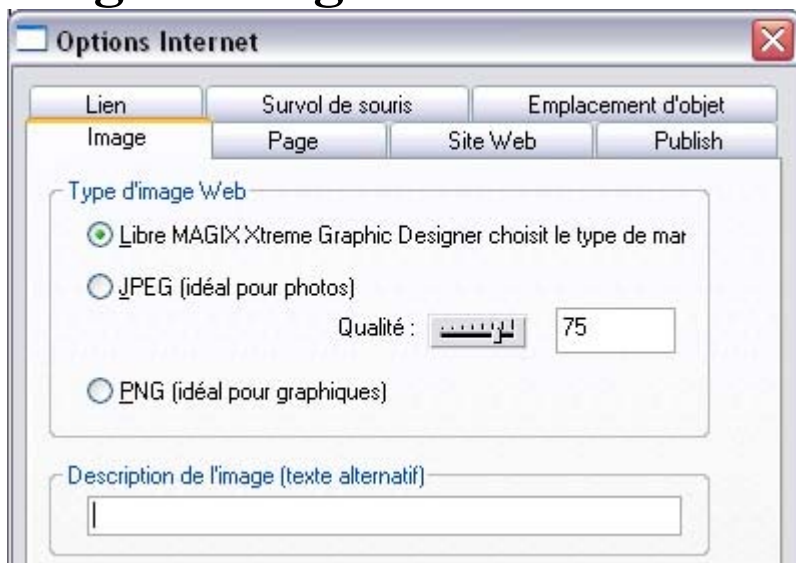 Options Internet
Lien
Survol de souris
Emplacement d'objet
Image
Page
Site Web
Publish
Type d'image Web
Libre MAGIX Xtreme Graphic Designer choisit le type de mar
JPEG (idéal pour photos)
Qualité :
75
PNG (idéal pour graphiques)
Description de l'image (texte alternatif)